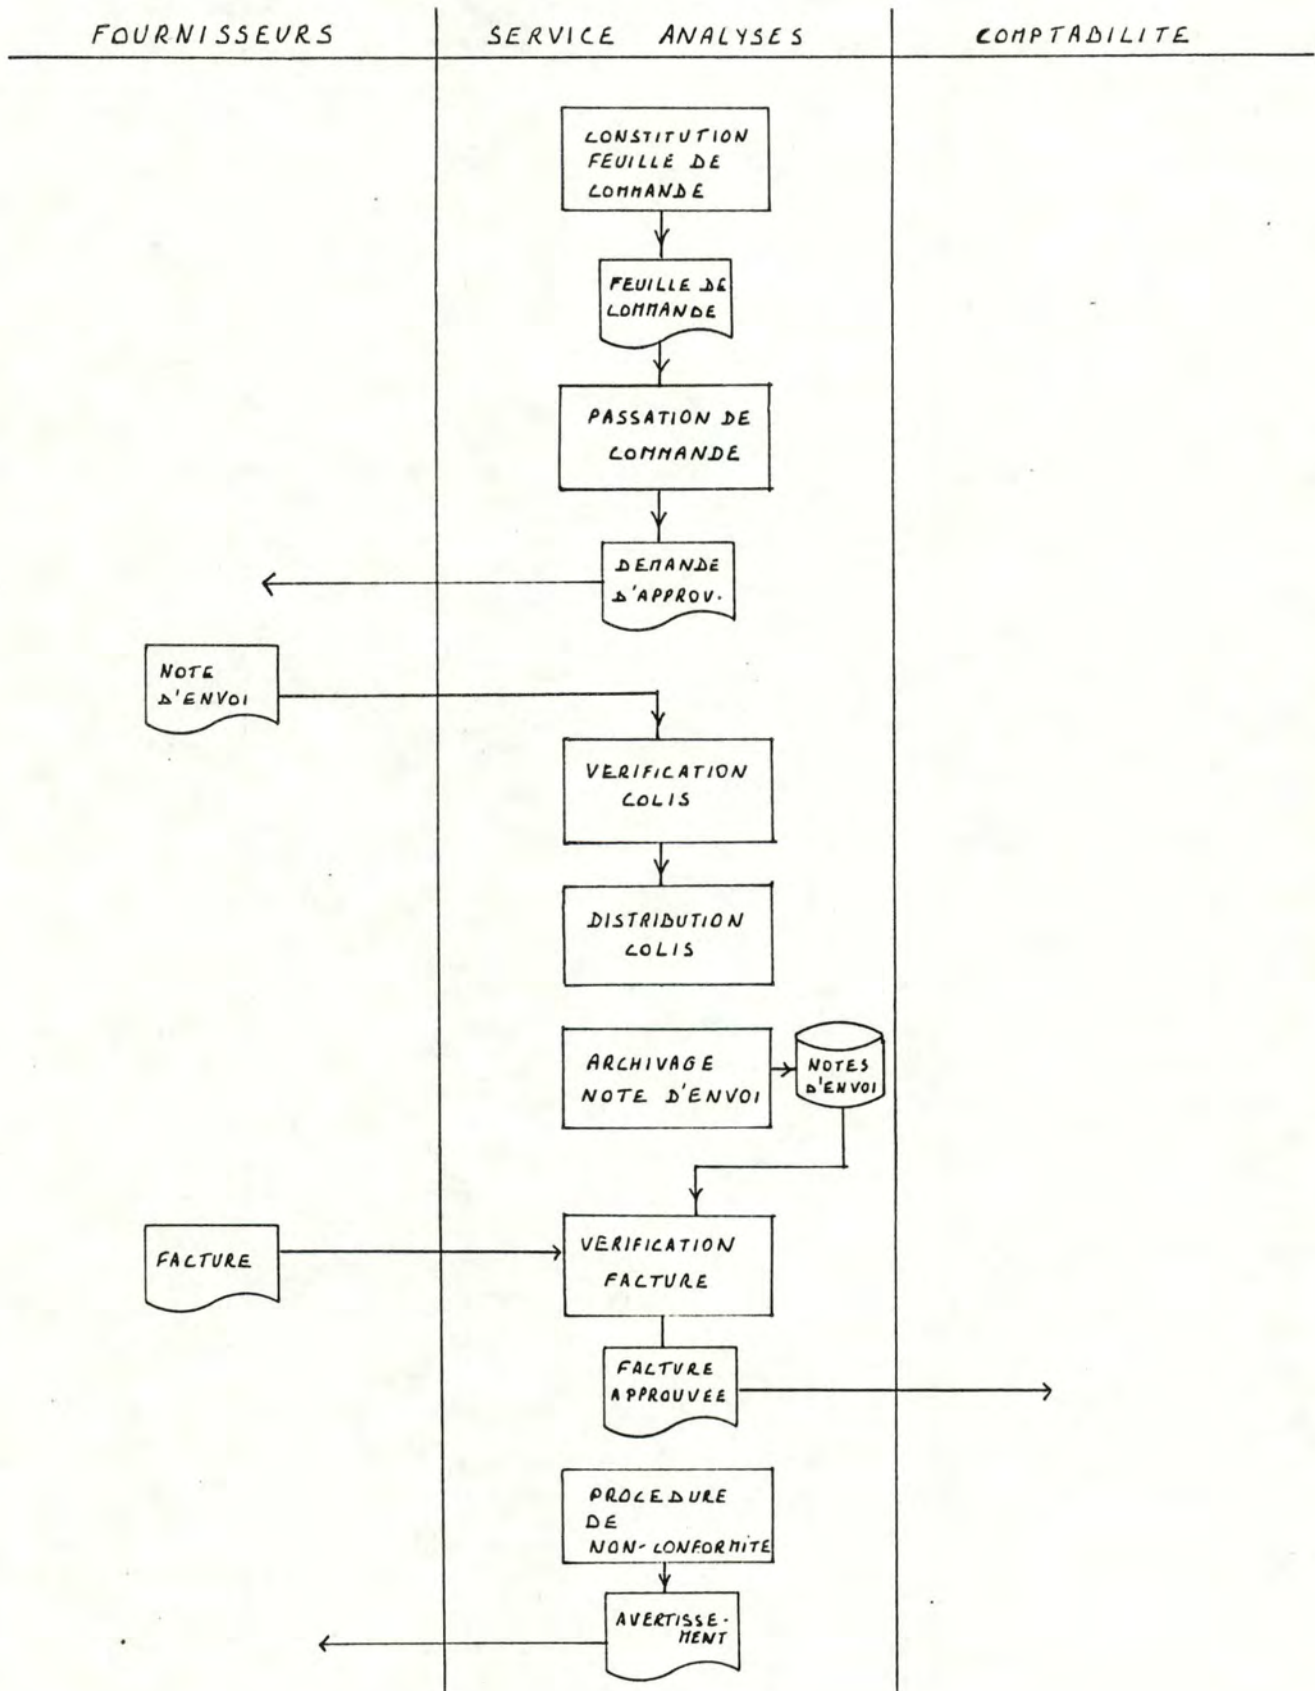 FOURNISSEURS
SERVICE ANALYSES
COMPTABILITE
CONSTITUTION
FEUILLE DE
COMMANDE
FEUILLE DE
COMMANDE
PASSATION DE
COMMANDE
DEMANDE
D'APPROV.
NOTE
D'ENVOI
VERIFICATION
COLIS
DISTRIBUTION
COLIS
ARCHIVAGE
NOTE D'ENVOI
NOTES
D'ENVOI
FACTURE
VERIFICATION
FACTURE
FACTURE
APPROUVEE
PROCEDURE
DE
NON-CONFORMITE
AVERTISSE-
MENT